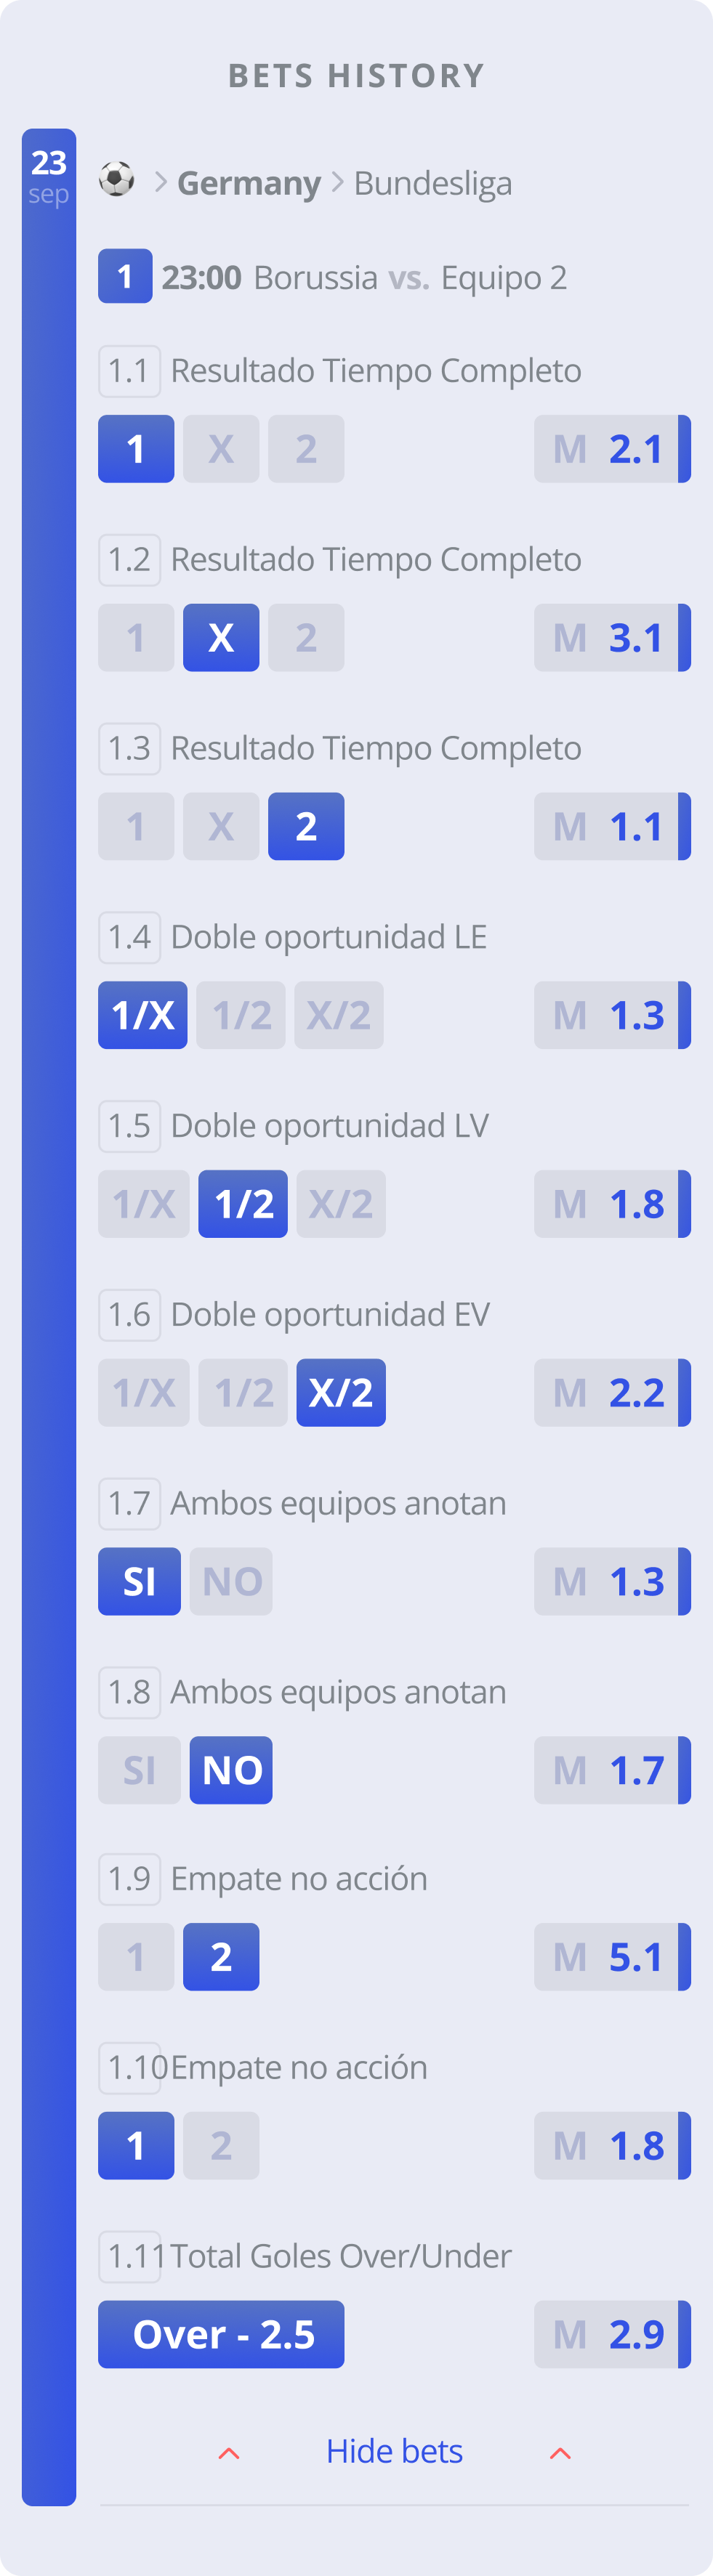 BETS HISTORY
23
sep
Germany Bundesliga
1 23:00 Borussia vs. Equipo 2
1.1 Resultado Tiempo Completo
1 X 2 M 2.1
1.2 Resultado Tiempo Completo
1 X 2 M 3.1
1.3 Resultado Tiempo Completo
1 X 2 M 1.1
1.4 Doble oportunidad LE
1/X 1/2 X/2 M 1.3
1.5 Doble oportunidad LV
1/X 1/2 X/2 M 1.8
1.6 Doble oportunidad EV
1/X 1/2 X/2 M 2.2
1.7 Ambos equipos anotan
SI NO M 1.3
1.8 Ambos equipos anotan
SI NO M 1.7
1.9 Empate no acción
1 2 M 5.1
1.10 Empate no acción
1 2 M 1.8
1.11 Total Goles Over/Under
Over - 2.5 M 2.9
Hide bets